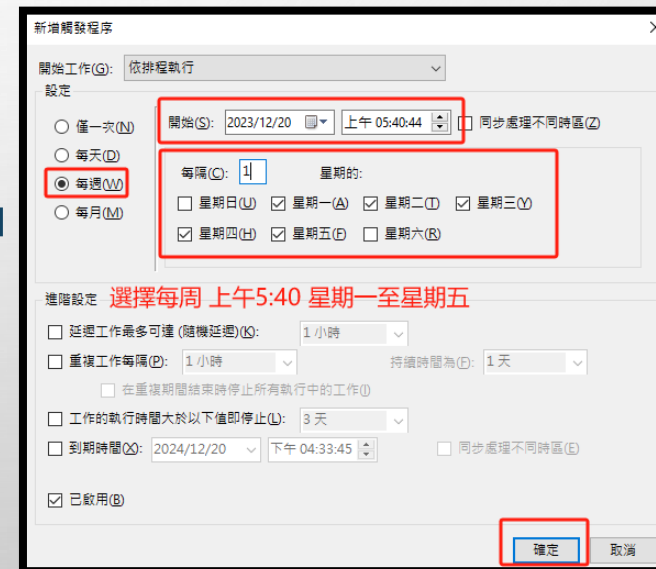 新增觸發程序
開始工作(G): 依排程執行
設定
僅一次(N)
每天(D)
每週(W)
每月(M)
開始(S): 2023/12/20 上午 05:40:44 同步處理不同時區(Z)
每隔(C): 1 星期的:
星期日(U) 星期一(A) 星期二(T) 星期三(Y)
星期四(H) 星期五(F) 星期六(R)
進階設定 選擇每周 上午5:40 星期一至星期五
延遲工作最多可達 (隨機延遲)(K): 1 小時
重複工作每隔(P): 1 小時 持續時間為(F): 1 天
在重複期間結束時停止所有執行中的工作(I)
工作的執行時間大於以下值即停止(L): 3 天
到期時間(X): 2024/12/20 下午 04:33:45 同步處理不同時區(E)
已啟用(B)
確定 取消